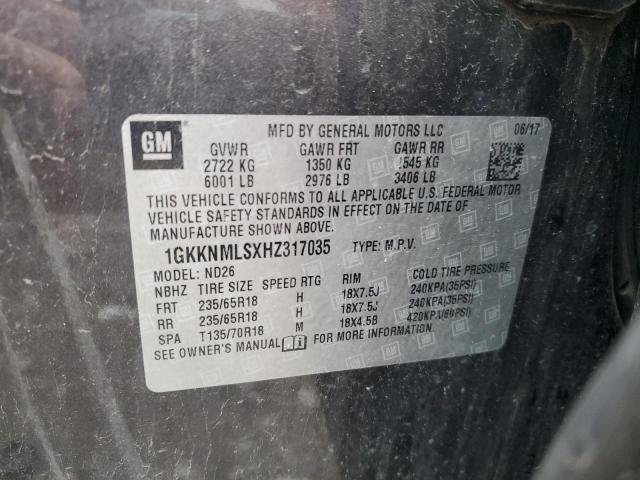 GM
MFD BY GENERAL MOTORS LLC 06/17
GVWR GAWR FRT GAWR RR
2722 KG 1350 KG 1545 KG
6001 LB 2976 LB 3406 LB
THIS VEHICLE CONFORMS TO ALL APPLICABLE U.S. FEDERAL MOTOR
VEHICLE SAFETY STANDARDS IN EFFECT ON THE DATE OF
MANUFACTURE SHOWN ABOVE.
1GKKNMLSXHZ317035 TYPE: M.P.V.
MODEL: ND26
NBHZ TIRE SIZE SPEED RTG RIM COLD TIRE PRESSURE
FRT 235/65R18 H 18X7.5J 240KPA(35PSI)
RR 235/65R18 H 18X7.5J 240KPA(35PSI)
SPA T135/70R18 M 18X4.5B 420KPA(60PSI)
SEE OWNER'S MANUAL FOR MORE INFORMATION.